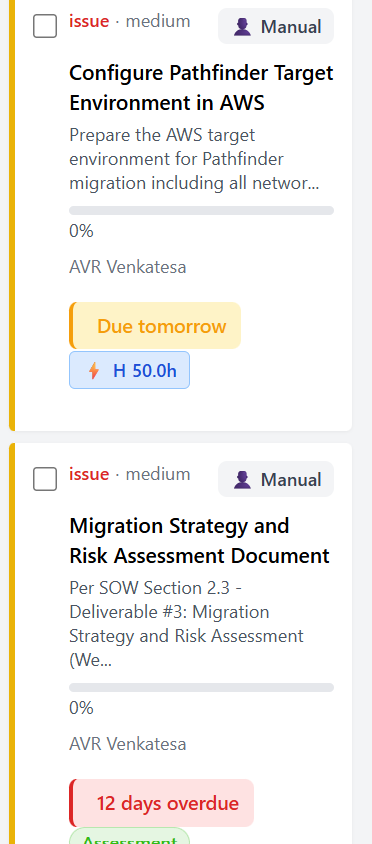 issue · medium
Manual
Configure Pathfinder Target
Environment in AWS
Prepare the AWS target
environment for Pathfinder
migration including all networ...
0%
AVR Venkatesa
Due tomorrow
H 50.0h
issue · medium
Manual
Migration Strategy and
Risk Assessment Document
Per SOW Section 2.3 -
Deliverable #3: Migration
Strategy and Risk Assessment
(We...
0%
AVR Venkatesa
12 days overdue
Assessment